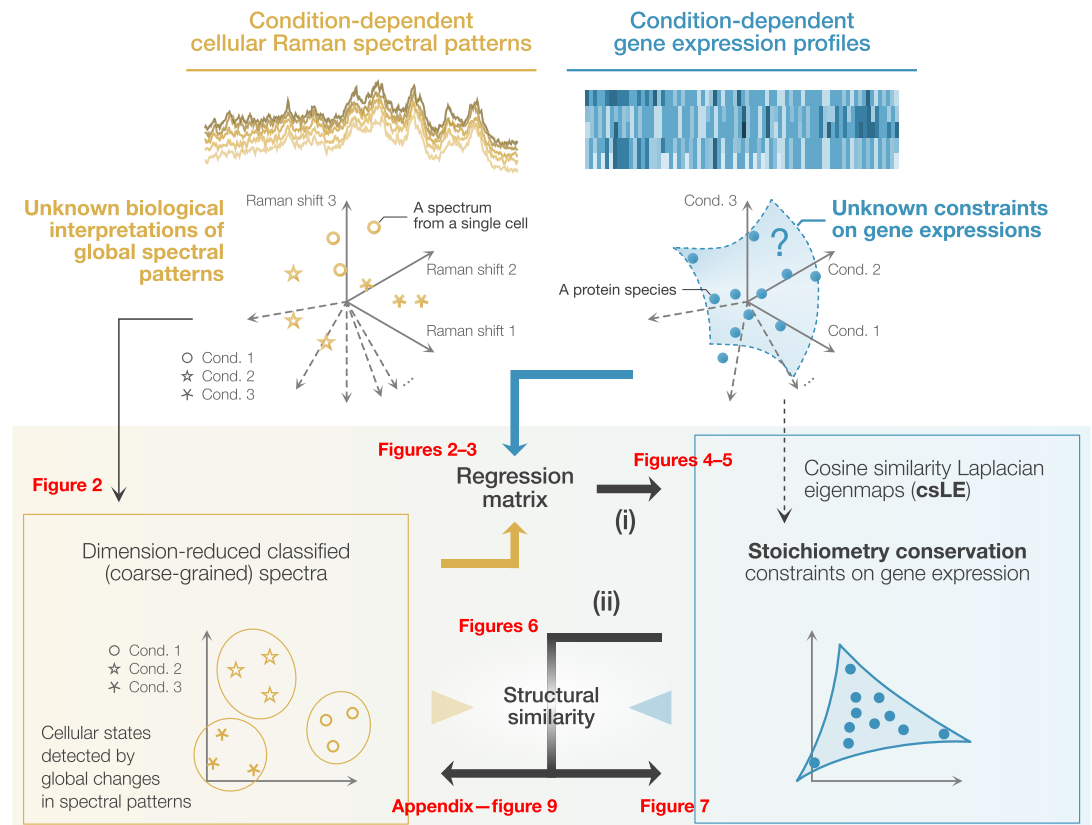 Condition-dependent
cellular Raman spectral patterns
Condition-dependent
gene expression profiles
Unknown biological
interpretations of
global spectral
patterns
Raman shift 3
A spectrum
from a single cell
Raman shift 2
Raman shift 1
Cond. 1
Cond. 2
Cond. 3
...
Cond. 3
?
Unknown constraints
on gene expressions
Cond. 2
A protein species
Cond. 1
...
Figure 2
Figures 2–3
Regression
matrix
Figures 4–5
(i)
Cosine similarity Laplacian
eigenmaps (csLE)
Dimension-reduced classified
(coarse-grained) spectra
Stoichiometry conservation
constraints on gene expression
(ii)
Figures 6
Cond. 1
Cond. 2
Cond. 3
Structural
similarity
Cellular states
detected by
global changes
in spectral patterns
Appendix—figure 9
Figure 7